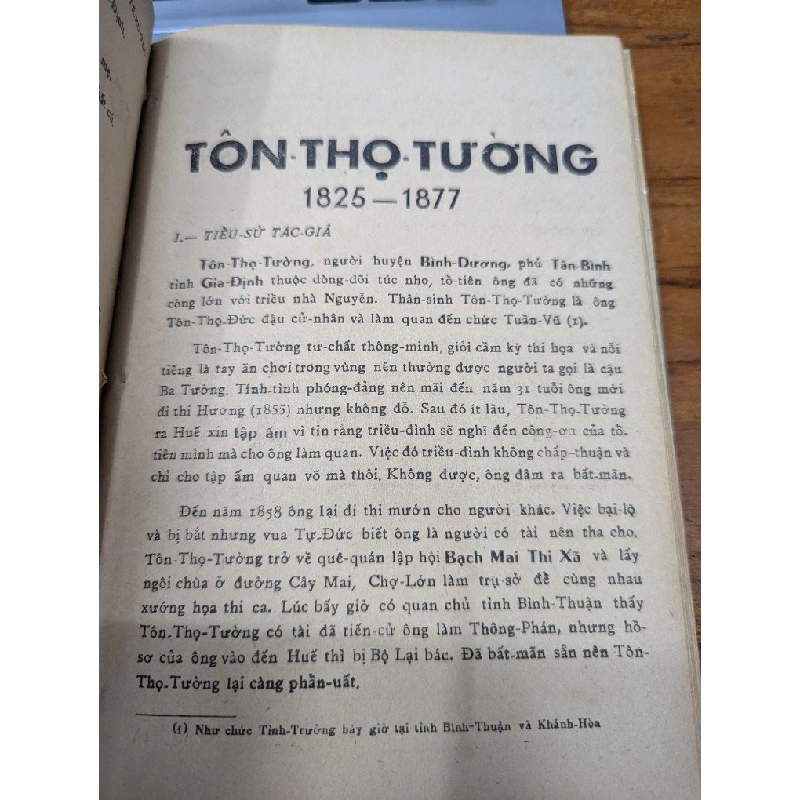 TÔN-THỌ-TƯỜNG
1825 — 1877
I.— TIỂU-SỬ TÁC-GIẢ
Tôn-Thọ-Tường, người huyện Bình-Dương, phủ Tân-Bình
tỉnh Gia-Định thuộc dòng-dõi túc nho, tổ-tiên ông đã có những
công lớn với triều nhà Nguyễn. Thân-sinh Tôn-Thọ-Tường là ông
Tôn-Thọ-Đức đậu cử-nhân và làm quan đến chức Tuần-Vũ (1).
Tôn-Thọ-Tường tư-chất thông-minh, giỏi cầm kỳ thi họa và nổi
tiếng là tay ăn chơi trong vùng nên thường được người ta gọi là cậu
Ba Tường. Tính-tình phóng-đãng nên mãi đến năm 31 tuổi ông mới
đi thi Hương (1855) nhưng không đỗ. Sau đó ít lâu, Tôn-Thọ-Tường
ra Huế xin tập ấm vì tin rằng triều-đình sẽ nghĩ đến công-ơn của tổ-
tiên mình mà cho ông làm quan. Việc đó triều-đình không chấp-thuận và
chỉ cho tập ấm quan võ mà thôi. Không được, ông đâm ra bất-mãn.
Đến năm 1858 ông lại đi thi mướn cho người khác. Việc bại-lộ
và bị bắt nhưng vua Tự-Đức biết ông là người có tài nên tha cho.
Tôn-Thọ-Tường trở về quê-quán lập hội Bạch Mai Thi Xã và lấy
ngôi chùa ở đường Cây Mai, Chợ-Lớn làm trụ-sở để cùng nhau
xướng họa thi ca. Lúc bấy giờ có quan chủ tỉnh Bình-Thuận thấy
Tôn-Thọ-Tường có tài đã tiến-cử ông làm Thông-Phán, nhưng hồ-
sơ của ông vào đến Huế thì bị Bộ Lại bác. Đã bất-mãn sẵn nên Tôn-
Thọ-Tường lại càng phẫn-uất.
(1) Như chức Tỉnh-Trưởng bây giờ tại tỉnh Bình-Thuận và Khánh-Hòa